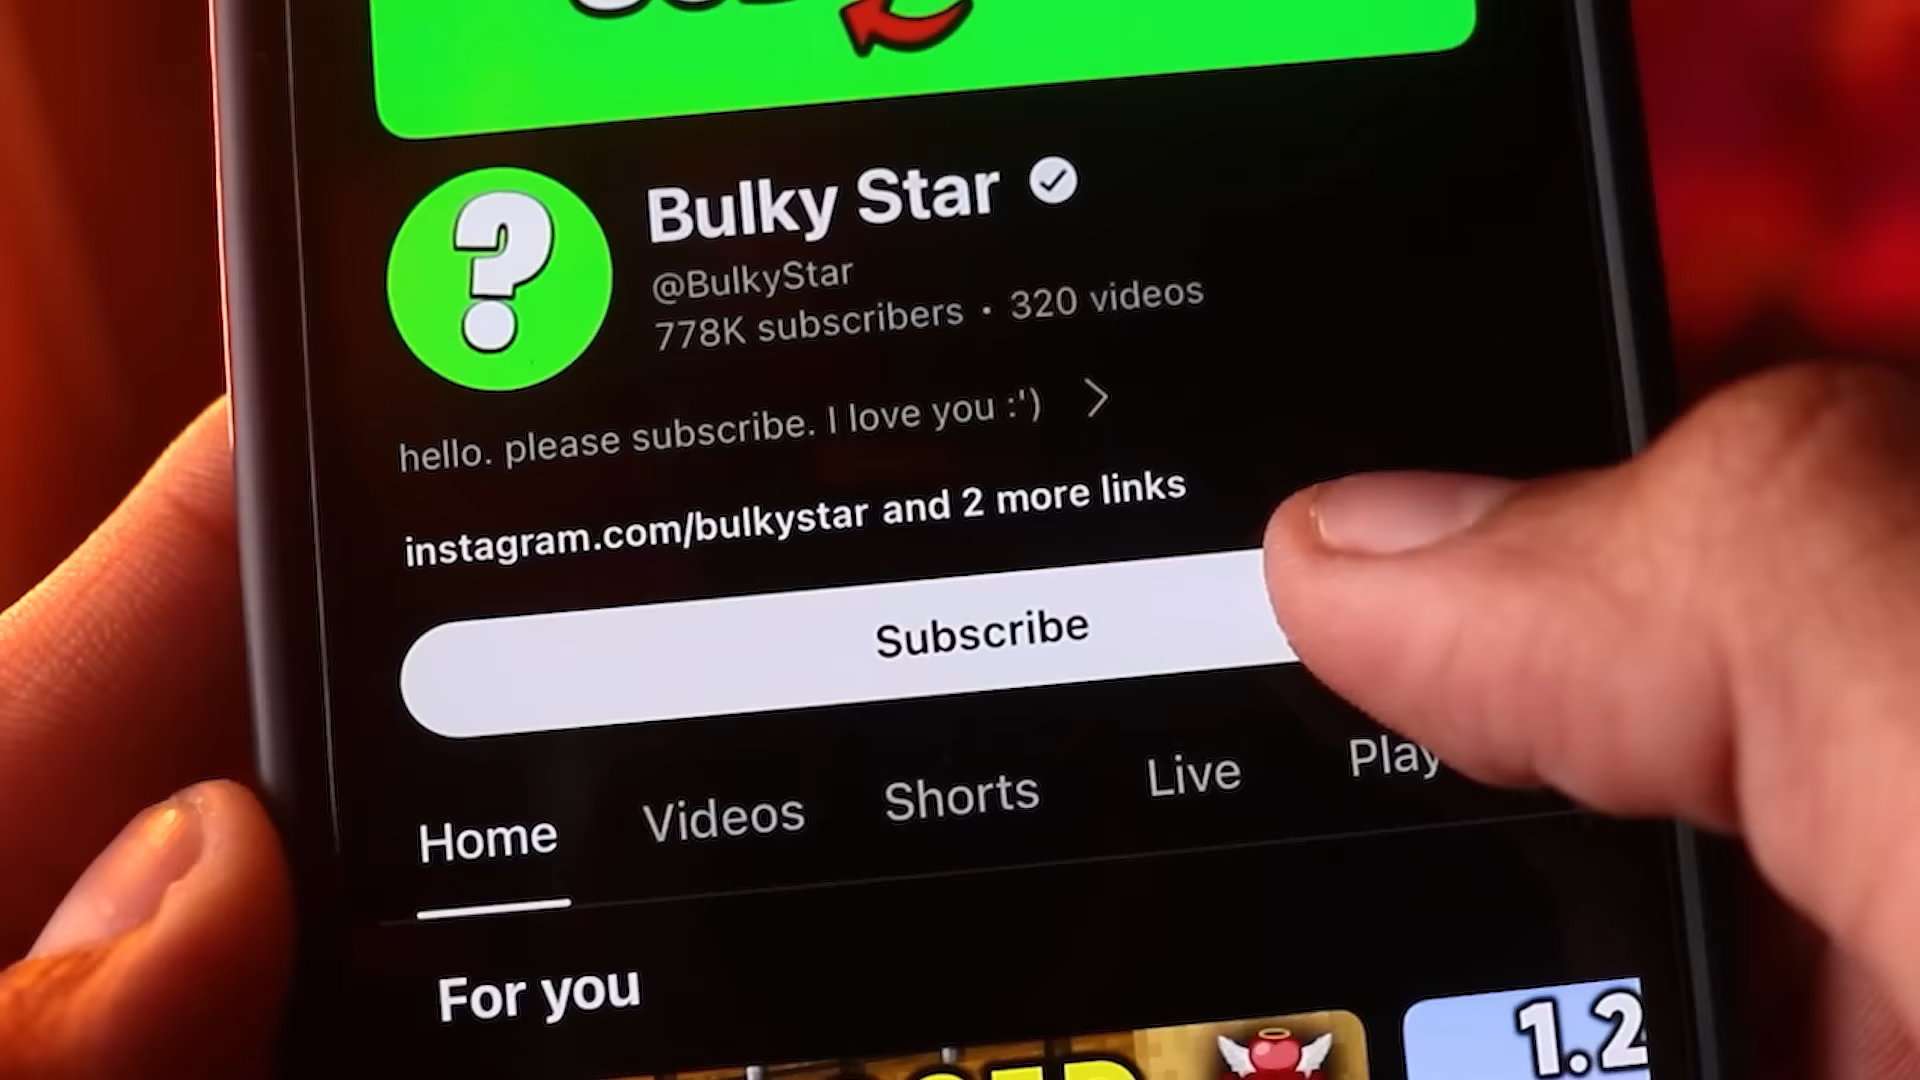 ?
Bulky Star
@BulkyStar
778K subscribers · 320 videos
hello. please subscribe. I love you :')
instagram.com/bulkystar and 2 more links
Subscribe
Home Videos Shorts Live Play
For you
1.2